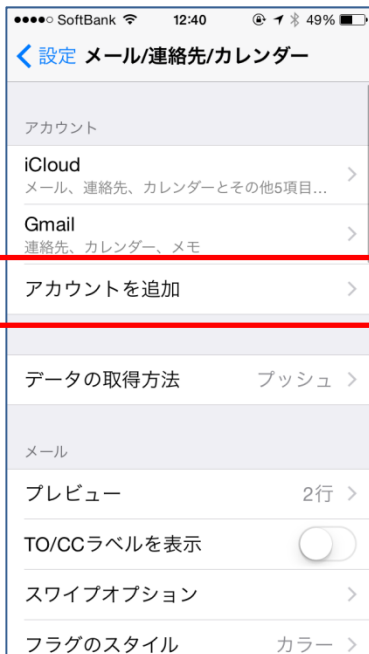 SoftBank 12:40 49%
設定 メール/連絡先/カレンダー
アカウント
iCloud
メール、連絡先、カレンダーとその他5項目...
Gmail
連絡先、カレンダー、メモ
アカウントを追加
データの取得方法 プッシュ
メール
プレビュー 2行
TO/CCラベルを表示
スワイプオプション
フラグのスタイル カラー